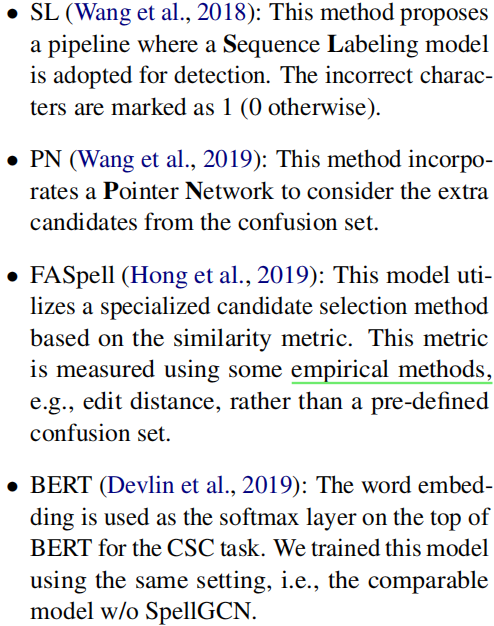 • SL (Wang et al., 2018): This method proposes
a pipeline where a Sequence Labeling model
is adopted for detection. The incorrect charac-
ters are marked as 1 (0 otherwise).
• PN (Wang et al., 2019): This method incorpo-
rates a Pointer Network to consider the extra
candidates from the confusion set.
• FASpell (Hong et al., 2019): This model uti-
lizes a specialized candidate selection method
based on the similarity metric. This metric
is measured using some empirical methods,
e.g., edit distance, rather than a pre-defined
confusion set.
• BERT (Devlin et al., 2019): The word embed-
ding is used as the softmax layer on the top of
BERT for the CSC task. We trained this model
using the same setting, i.e., the comparable
model w/o SpellGCN.